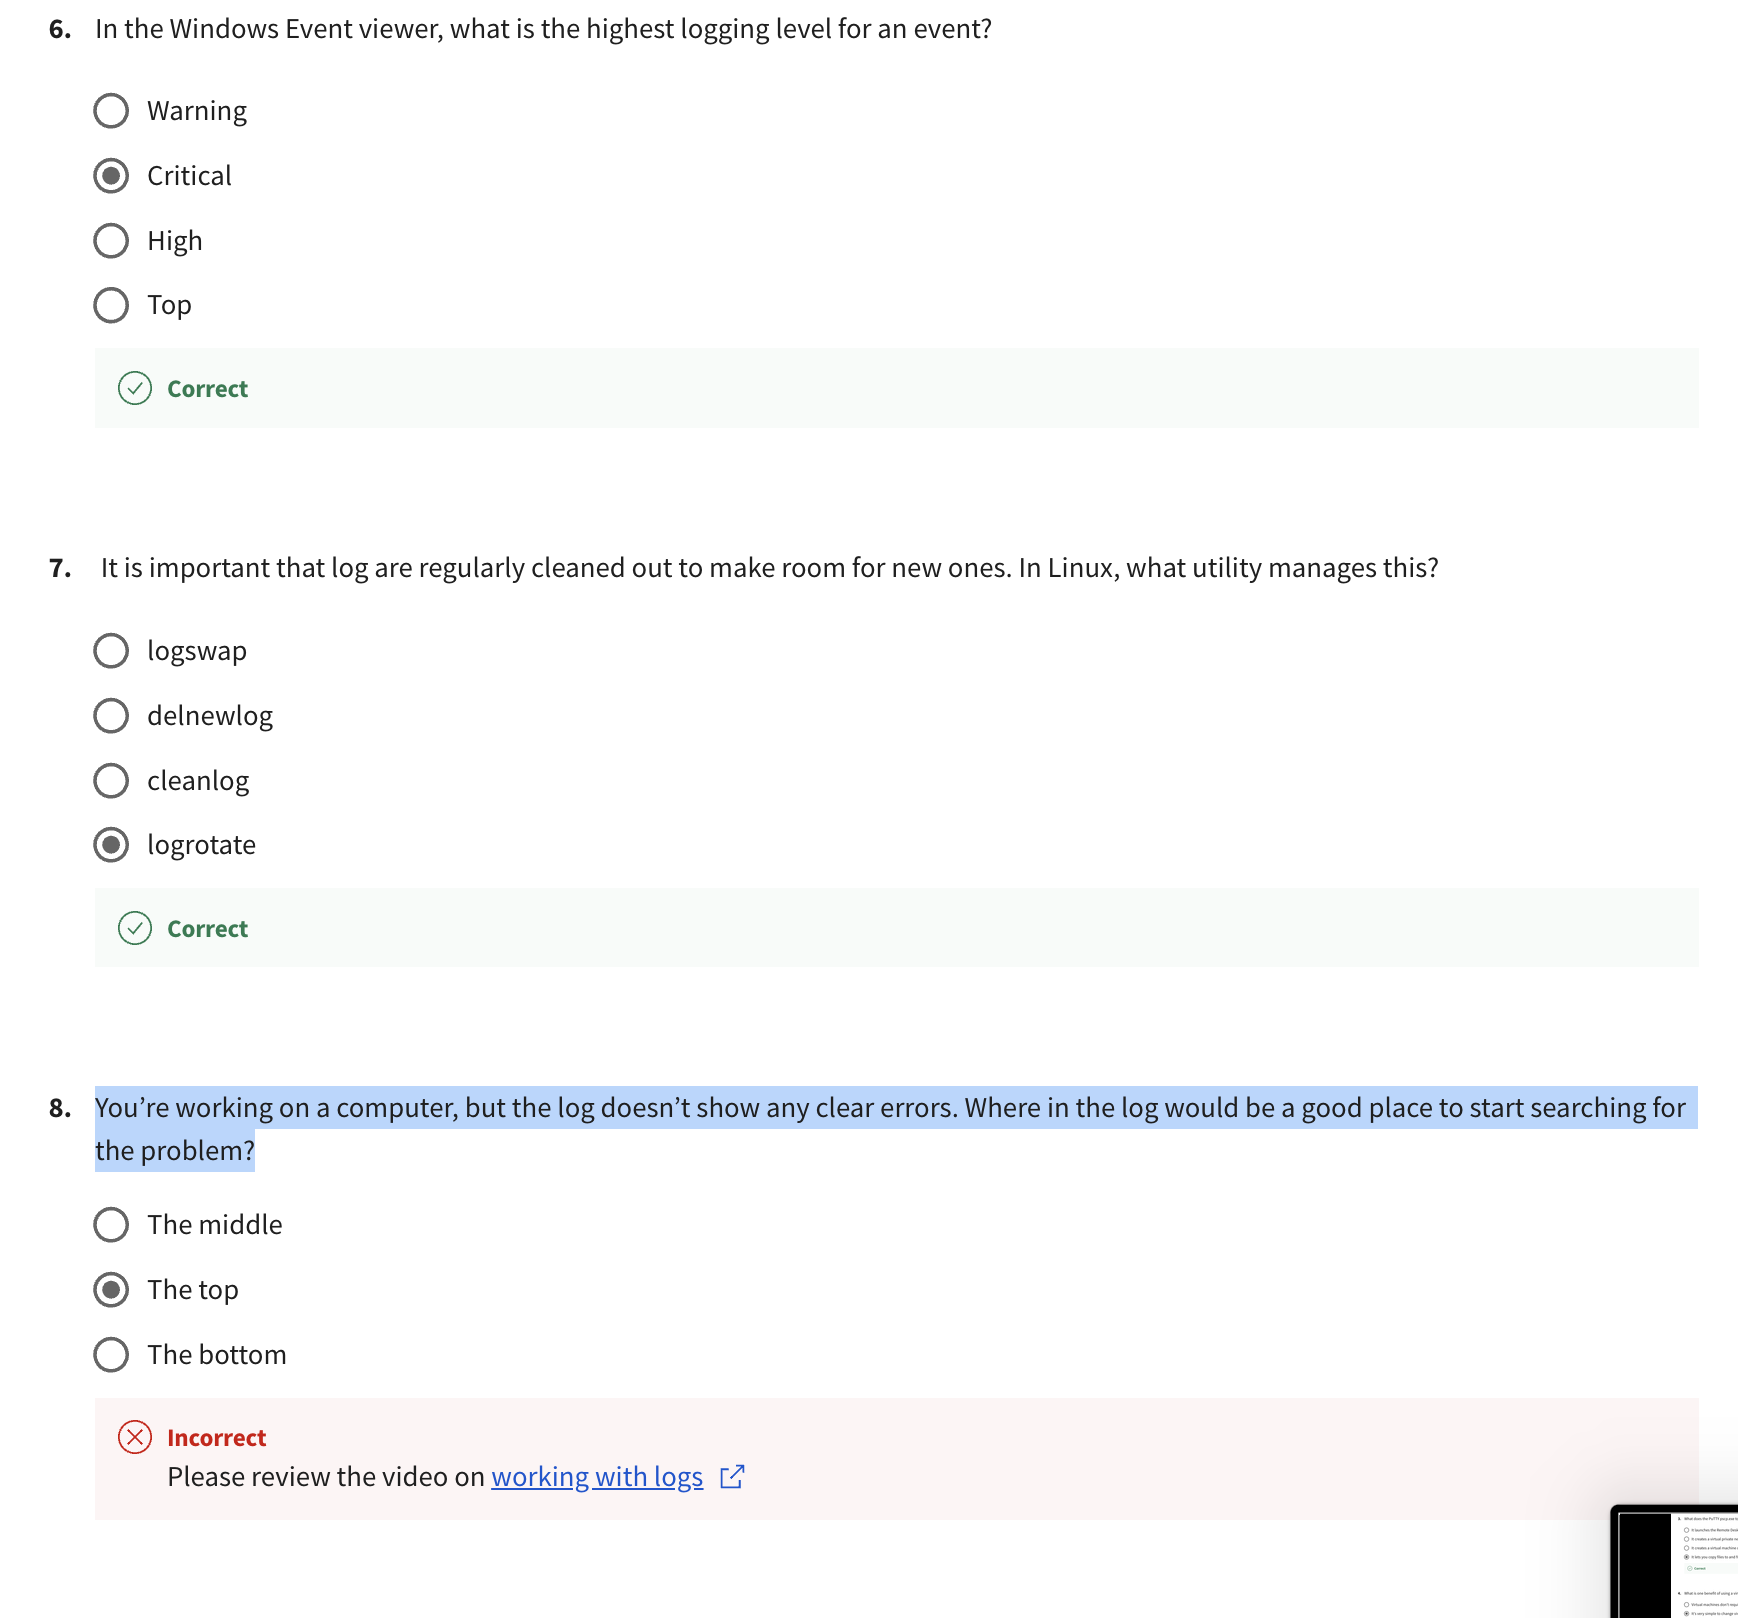 6. In the Windows Event viewer, what is the highest logging level for an event?
Warning
Critical
High
Top
Correct
7. It is important that log are regularly cleaned out to make room for new ones. In Linux, what utility manages this?
logswap
delnewlog
cleanlog
logrotate
Correct
8. You’re working on a computer, but the log doesn’t show any clear errors. Where in the log would be a good place to start searching for
the problem?
The middle
The top
The bottom
Incorrect
Please review the video on working with logs